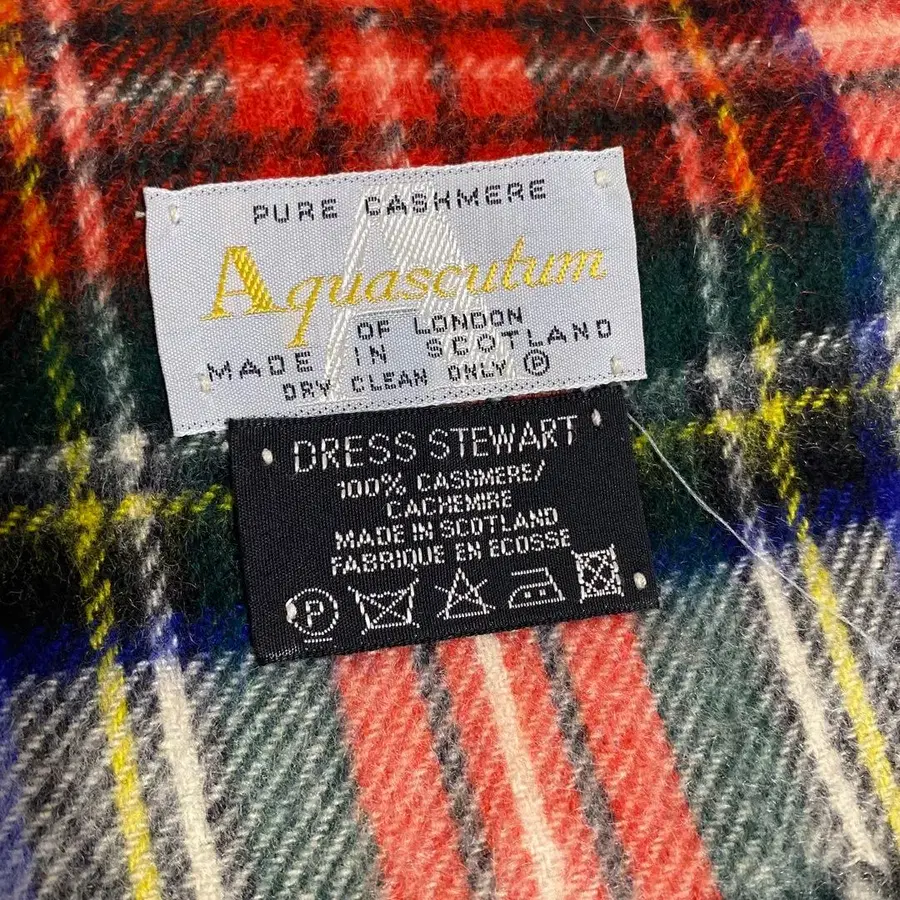 PURE CASHMERE
Aquascutum
OF LONDON
MADE IN SCOTLAND
DRY CLEAN ONLY Ⓟ
DRESS STEWART
100% CASHMERE/
CACHEMIRE
MADE IN SCOTLAND
FABRIQUE EN ECOSSE
Ⓟ